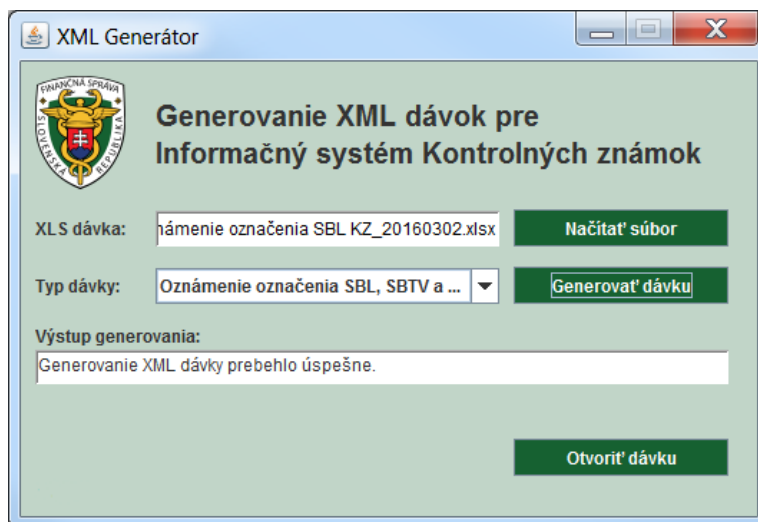 XML Generátor
FINANČNÁ SPRÁVA
SLOVENSKÁ REPUBLIKA
Generovanie XML dávok pre
Informačný systém Kontrolných známok
XLS dávka:
námenie označenia SBL KZ_20160302.xlsx
Načítať súbor
Typ dávky:
Oznámenie označenia SBL, SBTV a ...
Generovať dávku
Výstup generovania:
Generovanie XML dávky prebehlo úspešne.
Otvoriť dávku